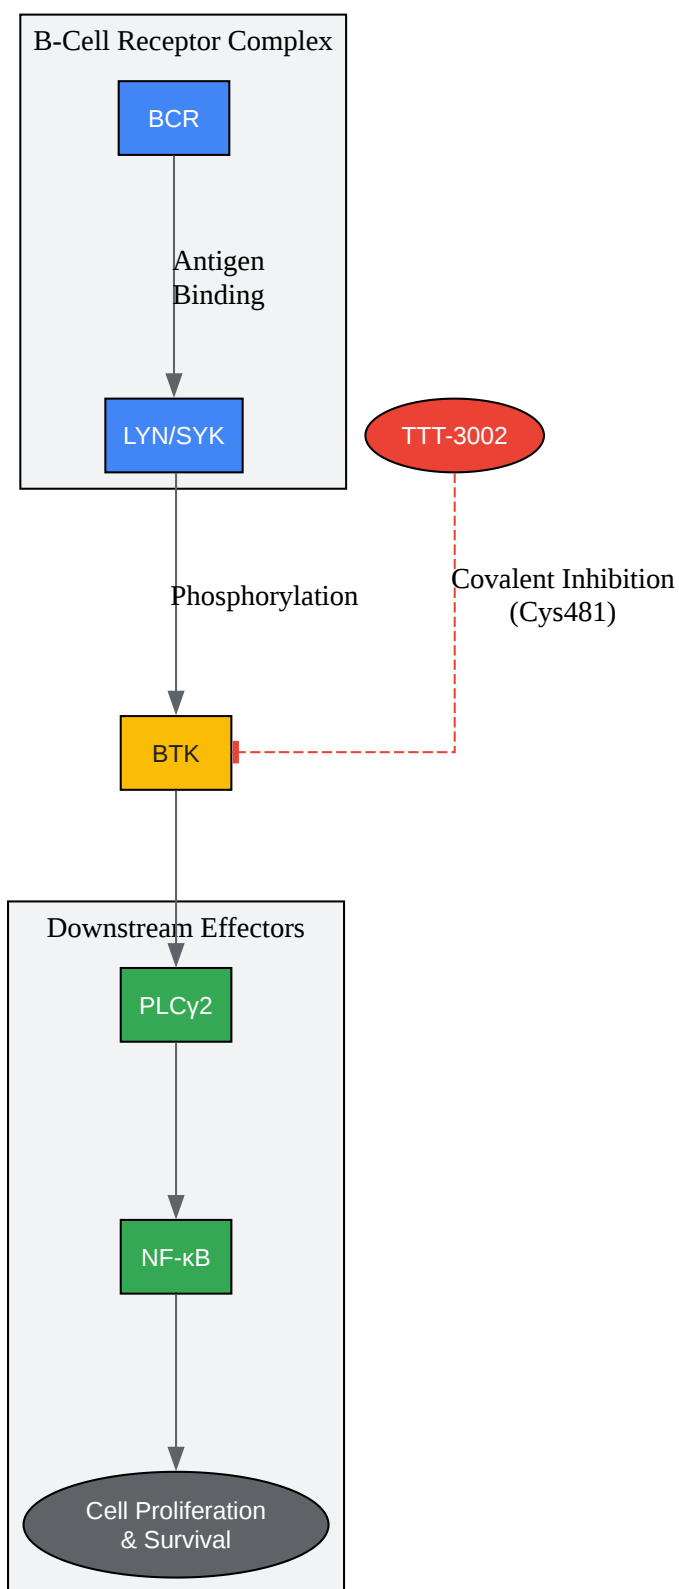 B-Cell Receptor Complex
BCR
Antigen
Binding
LYN/SYK
TTT-3002
Phosphorylation
Covalent Inhibition
(Cys481)
BTK
Downstream Effectors
PLCγ2
NF-κB
Cell Proliferation
& Survival